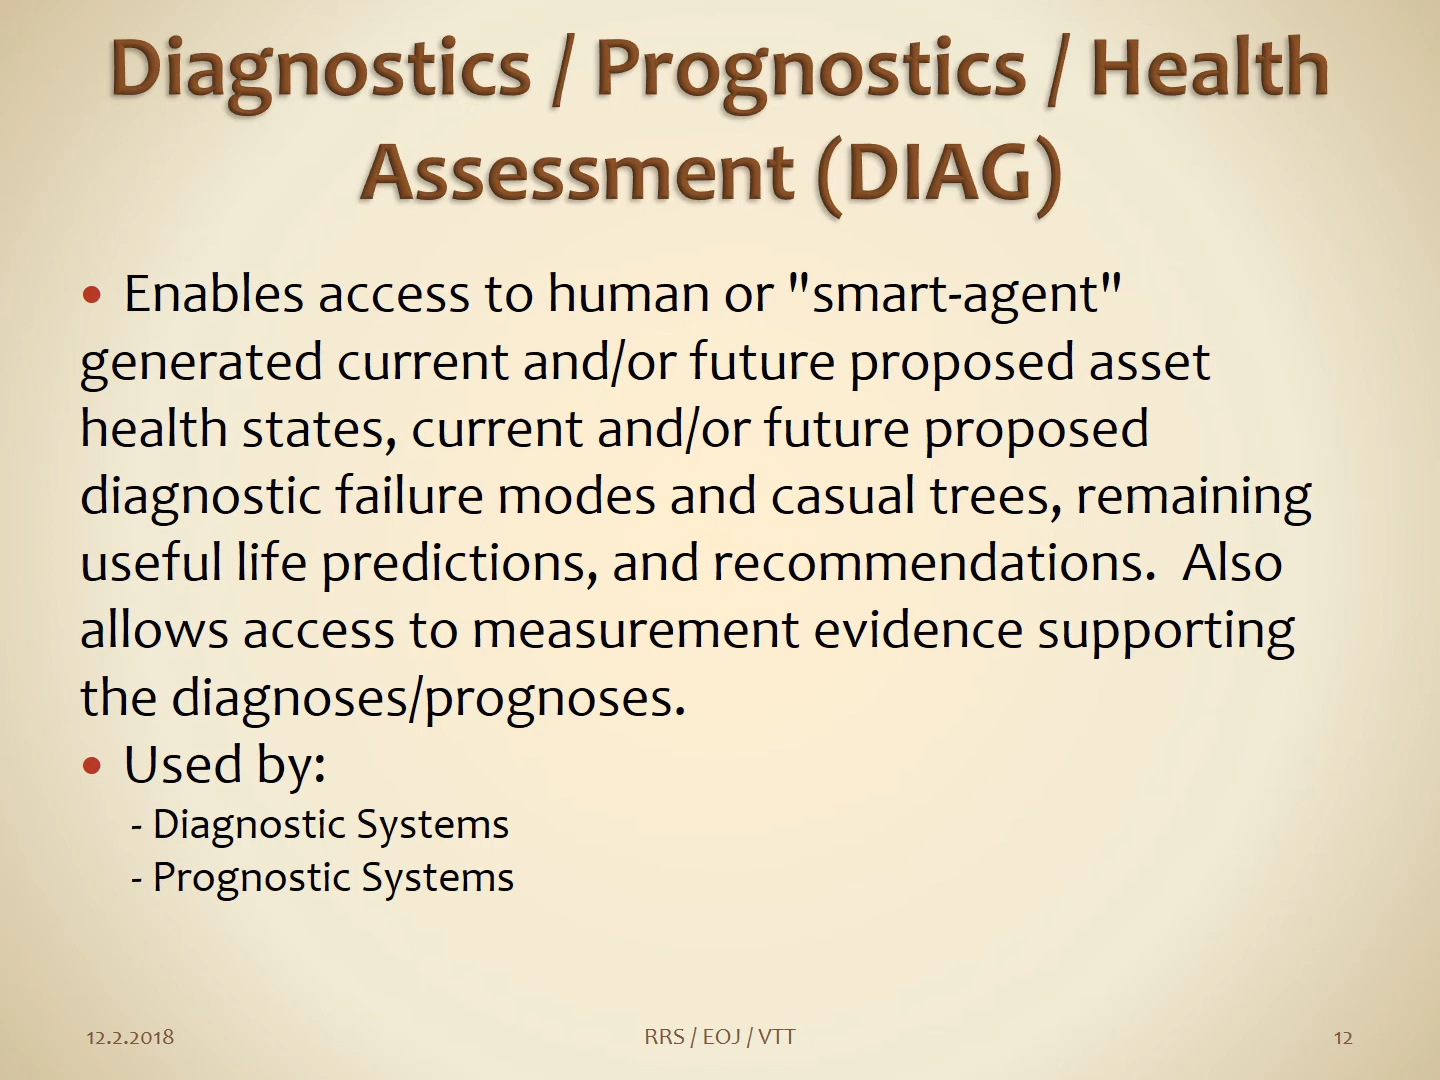 Diagnostics / Prognostics / Health
Assessment (DIAG)
• Enables access to human or "smart-agent"
generated current and/or future proposed asset
health states, current and/or future proposed
diagnostic failure modes and casual trees, remaining
useful life predictions, and recommendations.  Also
allows access to measurement evidence supporting
the diagnoses/prognoses.
• Used by:
- Diagnostic Systems
- Prognostic Systems
12.2.2018
RRS / EOJ / VTT
12